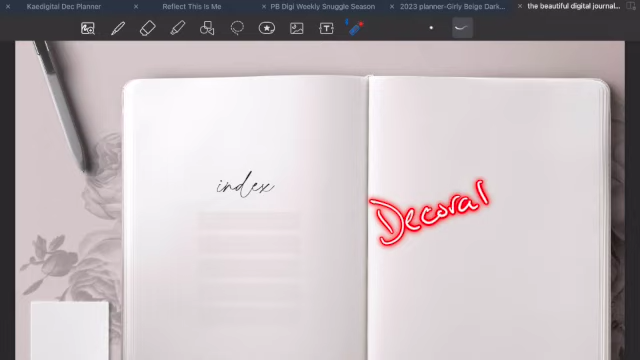 Kaedigital Dec Planner
Reflect This Is Me
PB Digi Weekly Snuggle Season
2023 planner-Girly Beige Dark...
the beautiful digital journal...
index
Decoral